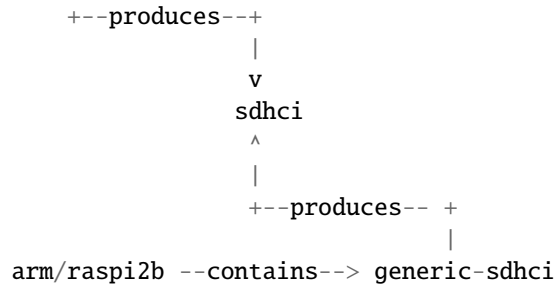 +--produces--+
|
v
sdhci
^
|
+--produces-- +
|
arm/raspi2b --contains--> generic-sdhci